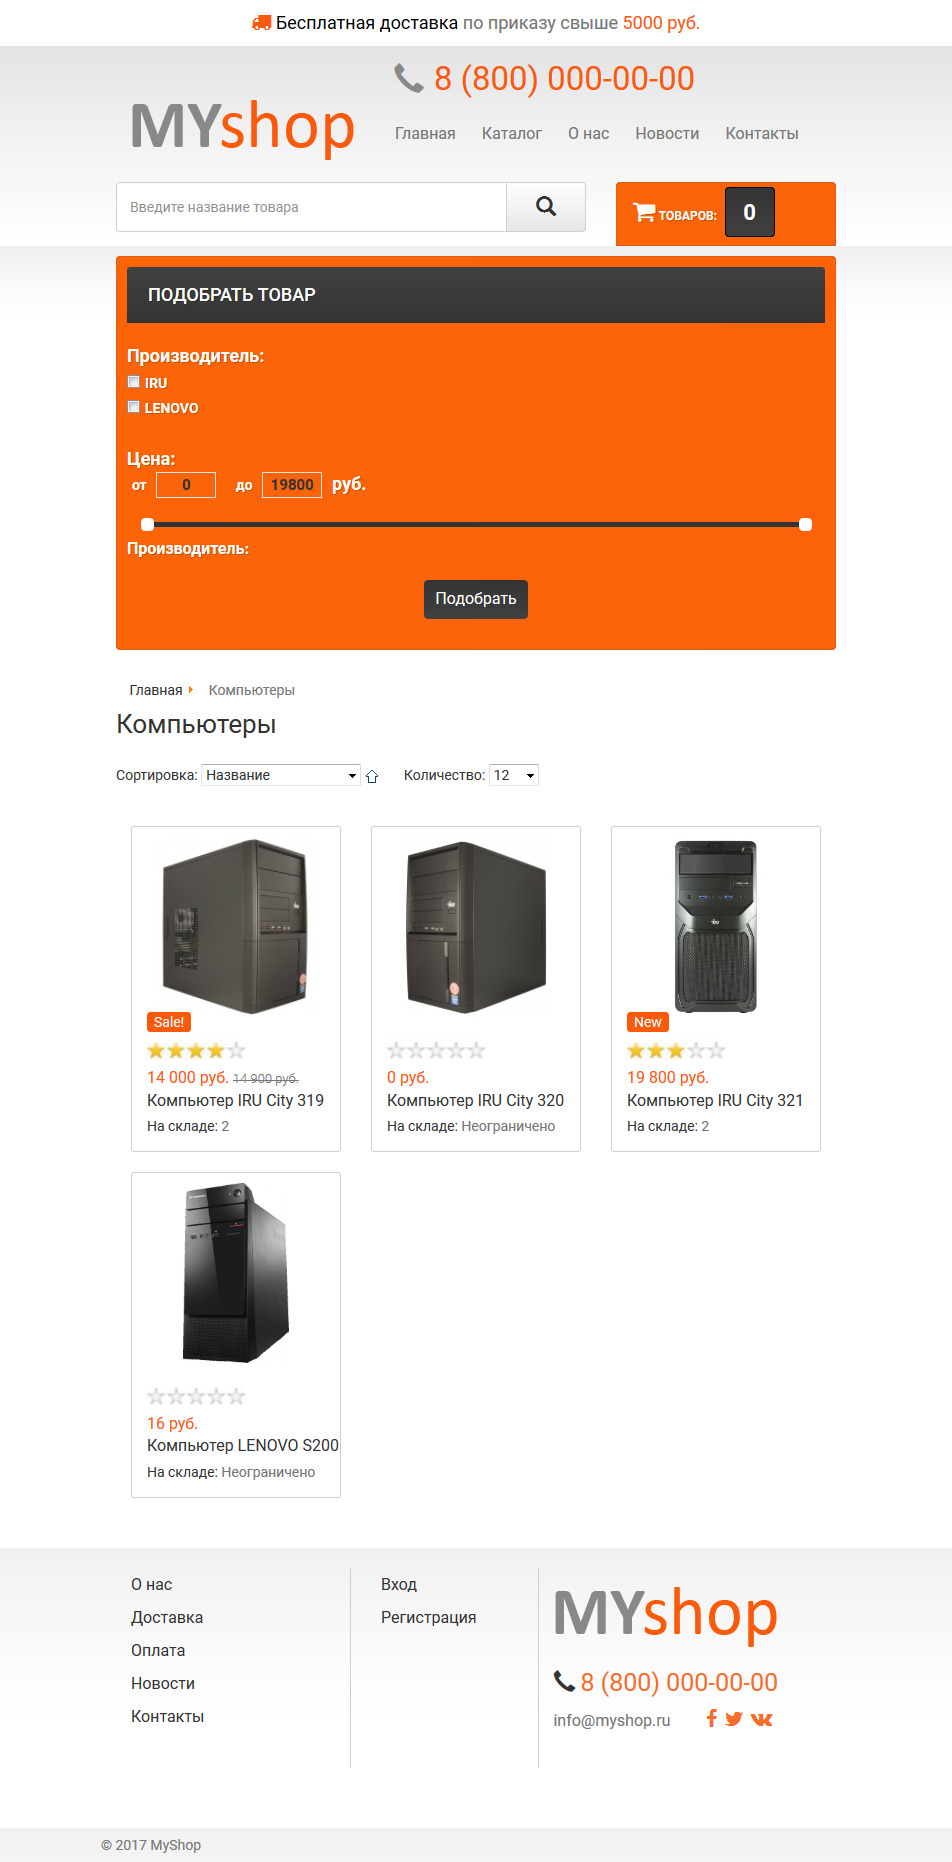 Бесплатная доставка по приказу свыше 5000 руб.
8 (800) 000-00-00
MYshop
Главная Каталог О нас Новости Контакты
Введите название товара
ТОВАРОВ: 0
ПОДОБРАТЬ ТОВАР
Производитель:
IRU
LENOVO
Цена:
от 0 до 19800 руб.
Производитель:
Подобрать
Главная Компьютеры
Компьютеры
Сортировка: Название Количество: 12
Sale!
14 000 руб. 14 900 руб.
Компьютер IRU City 319
На складе: 2
0 руб.
Компьютер IRU City 320
На складе: Неограничено
New
19 800 руб.
Компьютер IRU City 321
На складе: 2
16 руб.
Компьютер LENOVO S200
На складе: Неограничено
О нас
Доставка
Оплата
Новости
Контакты
Вход
Регистрация
MYshop
8 (800) 000-00-00
info@myshop.ru
© 2017 MyShop